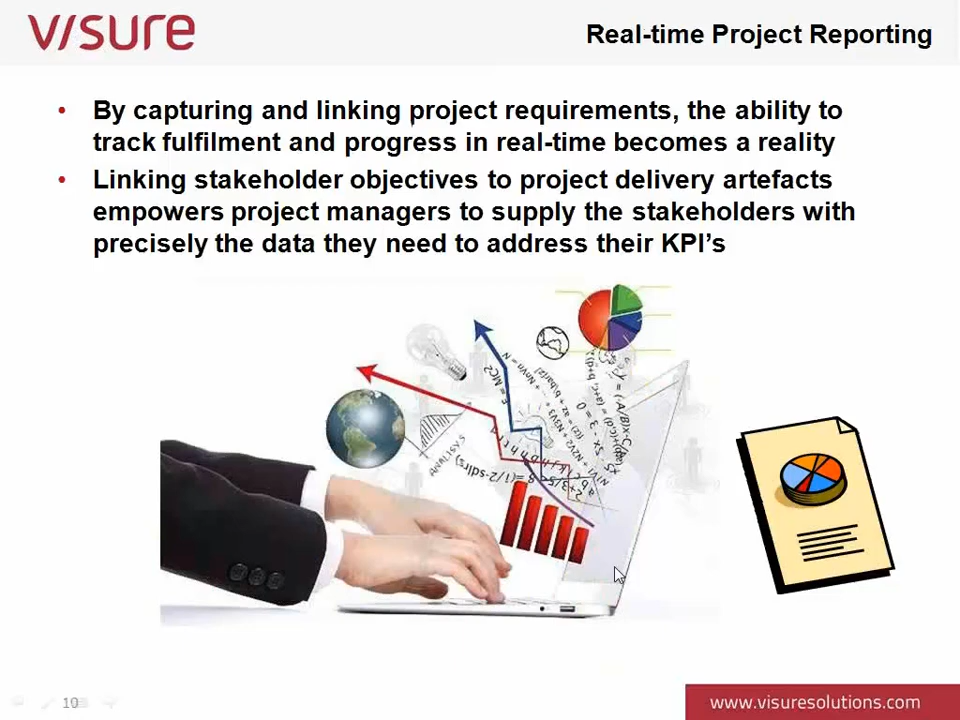 visure
Real-time Project Reporting
• By capturing and linking project requirements, the ability to
track fulfilment and progress in real-time becomes a reality
• Linking stakeholder objectives to project delivery artefacts
empowers project managers to supply the stakeholders with
precisely the data they need to address their KPI's
E=MC2
ANALYSIS
10
www.visuresolutions.com